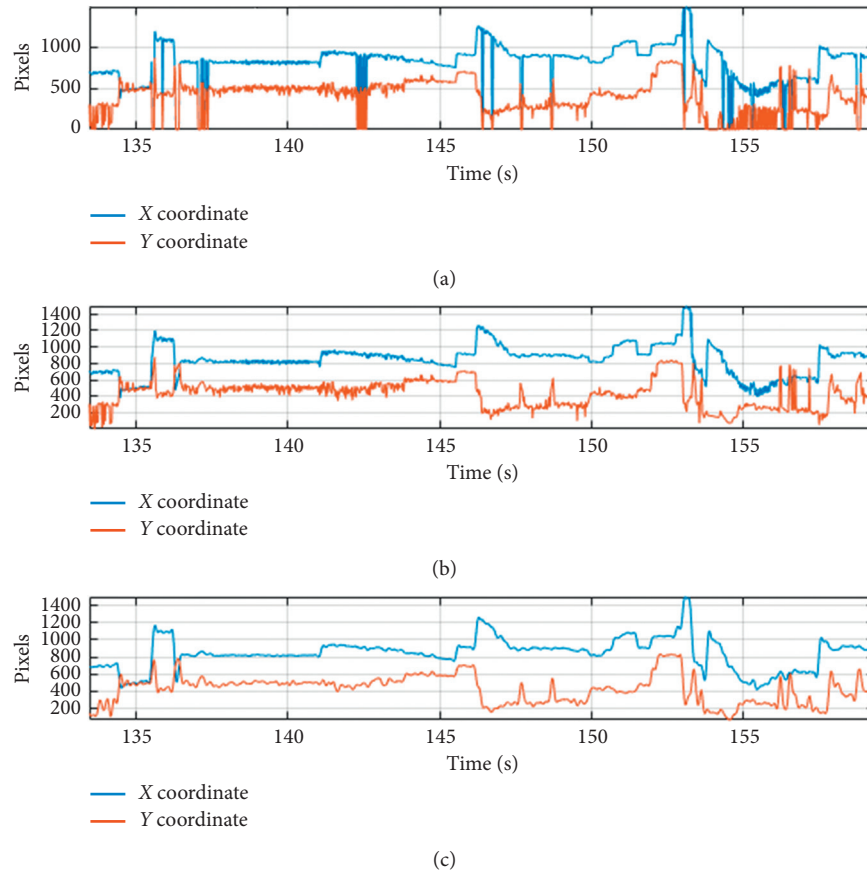 Pixels
1000
500
0
135 140 145 150 155
Time (s)
X coordinate
Y coordinate
(a)
Pixels
1400
1200
1000
800
600
400
200
135 140 145 150 155
Time (s)
X coordinate
Y coordinate
(b)
Pixels
1400
1200
1000
800
600
400
200
135 140 145 150 155
Time (s)
X coordinate
Y coordinate
(c)